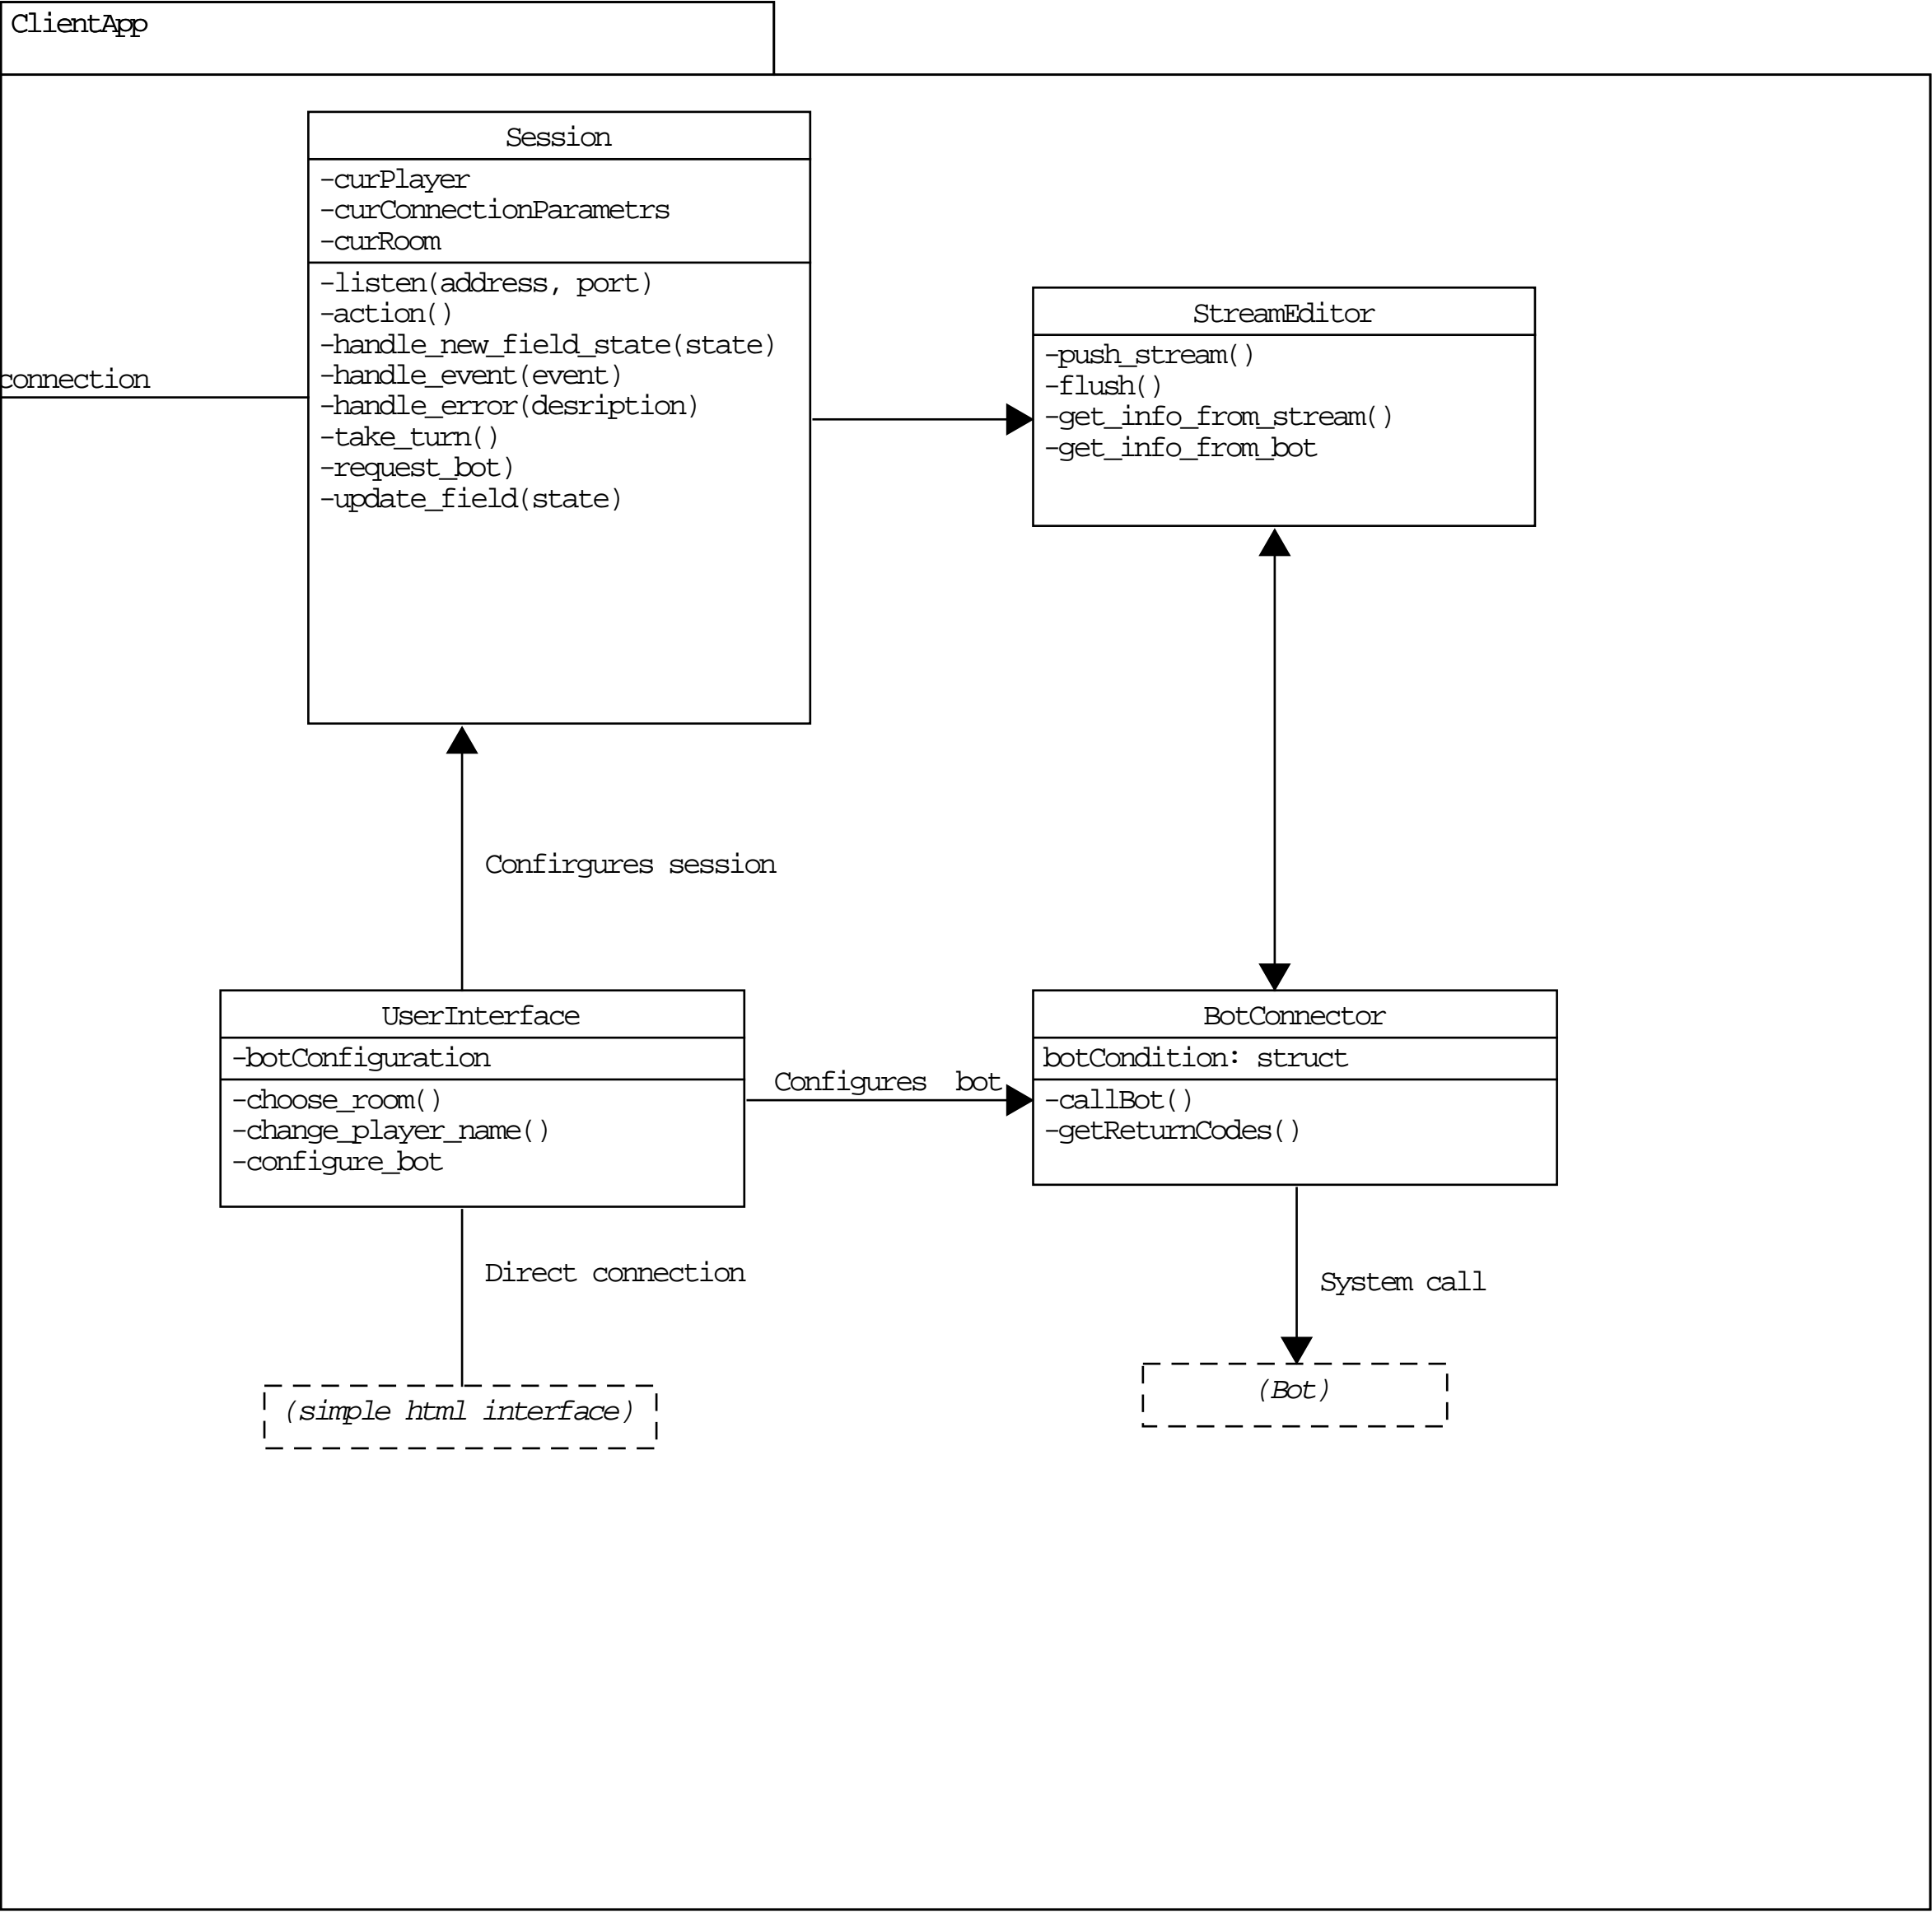 ClientApp
Session
-curPlayer
-curConnectionParametrs
-curRoom
-listen(address, port)
-action()
-handle_new_field_state(state)
-handle_event(event)
-handle_error(desription)
-take_turn()
-request_bot)
-update_field(state)
connection
StreamEditor
-push_stream()
-flush()
-get_info_from_stream()
-get_info_from_bot
Confirgures session
UserInterface
-botConfiguration
-choose_room()
-change_player_name()
-configure_bot
Configures  bot
BotConnector
botCondition: struct
-callBot()
-getReturnCodes()
Direct connection
System call
(simple html interface)
(Bot)